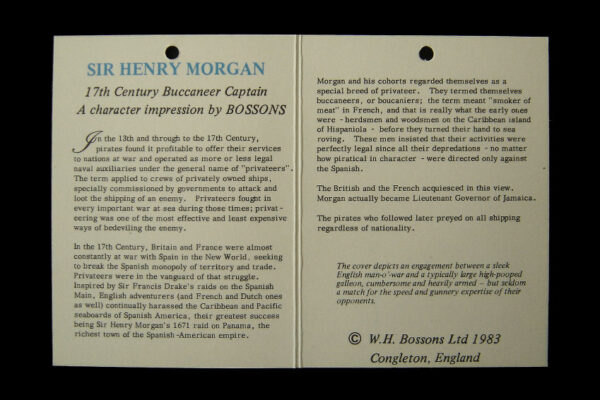 SIR HENRY MORGAN
17th Century Buccaneer Captain
A character impression by BOSSONS
In the 13th and through to the 17th Century,
pirates found it profitable to offer their services
to nations at war and operated as more or less legal
naval auxiliaries under the general name of "privateers".
The term applied to crews of privately owned ships,
specially commissioned by governments to attack and
loot the shipping of an enemy. Privateers fought in
every important war at sea during those times; privat -
eering was one of the most effective and least expensive
ways of bedeviling the enemy.
In the 17th Century, Britain and France were almost
constantly at war with Spain in the New World, seeking
to break the Spanish monopoly of territory and trade.
Privateers were in the vanguard of that struggle.
Inspired by Sir Francis Drake's raids on the Spanish
Main, English adventurers (and French and Dutch ones
as well) continually harassed the Caribbean and Pacific
seaboards of Spanish America, their greatest success
being Sir Henry Morgan's 1671 raid on Panama, the
richest town of the Spanish-American empire.
Morgan and his cohorts regarded themselves as a
special breed of privateer. They termed themselves
buccaneers, or boucaniers; the term meant "smoker of
meat" in French, and that is really what the early ones
were - herdsmen and woodsmen on the Caribbean island
of Hispaniola - before they turned their hand to sea
roving. These men insisted that their activities were
perfectly legal since all their depredations - no matter
how piratical in character - were directed only against
the Spanish.
The British and the French acquiesced in this view.
Morgan actually became Lieutenant Governor of Jamaica.
The pirates who followed later preyed on all shipping
regardless of nationality.
The cover depicts an engagement between a sleek
English man-o'-war and a typically large high-pooped
galleon, cumbersome and heavily armed – but seldom
a match for the speed and gunnery expertise of their
opponents.
© W.H. Bossons Ltd 1983
Congleton, England